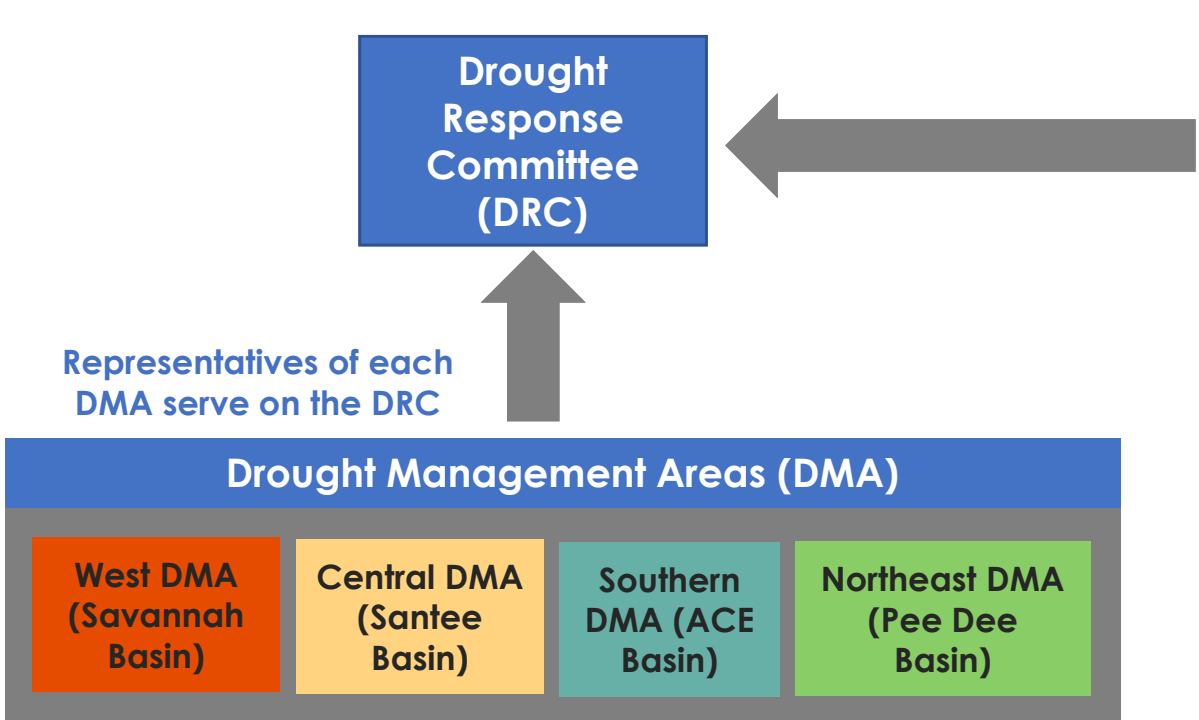 Drought
Response
Committee
(DRC)
Representatives of each
DMA serve on the DRC
Drought Management Areas (DMA)
West DMA
(Savannah
Basin)
Central DMA
(Santee
Basin)
Southern
DMA (ACE
Basin)
Northeast DMA
(Pee Dee
Basin)